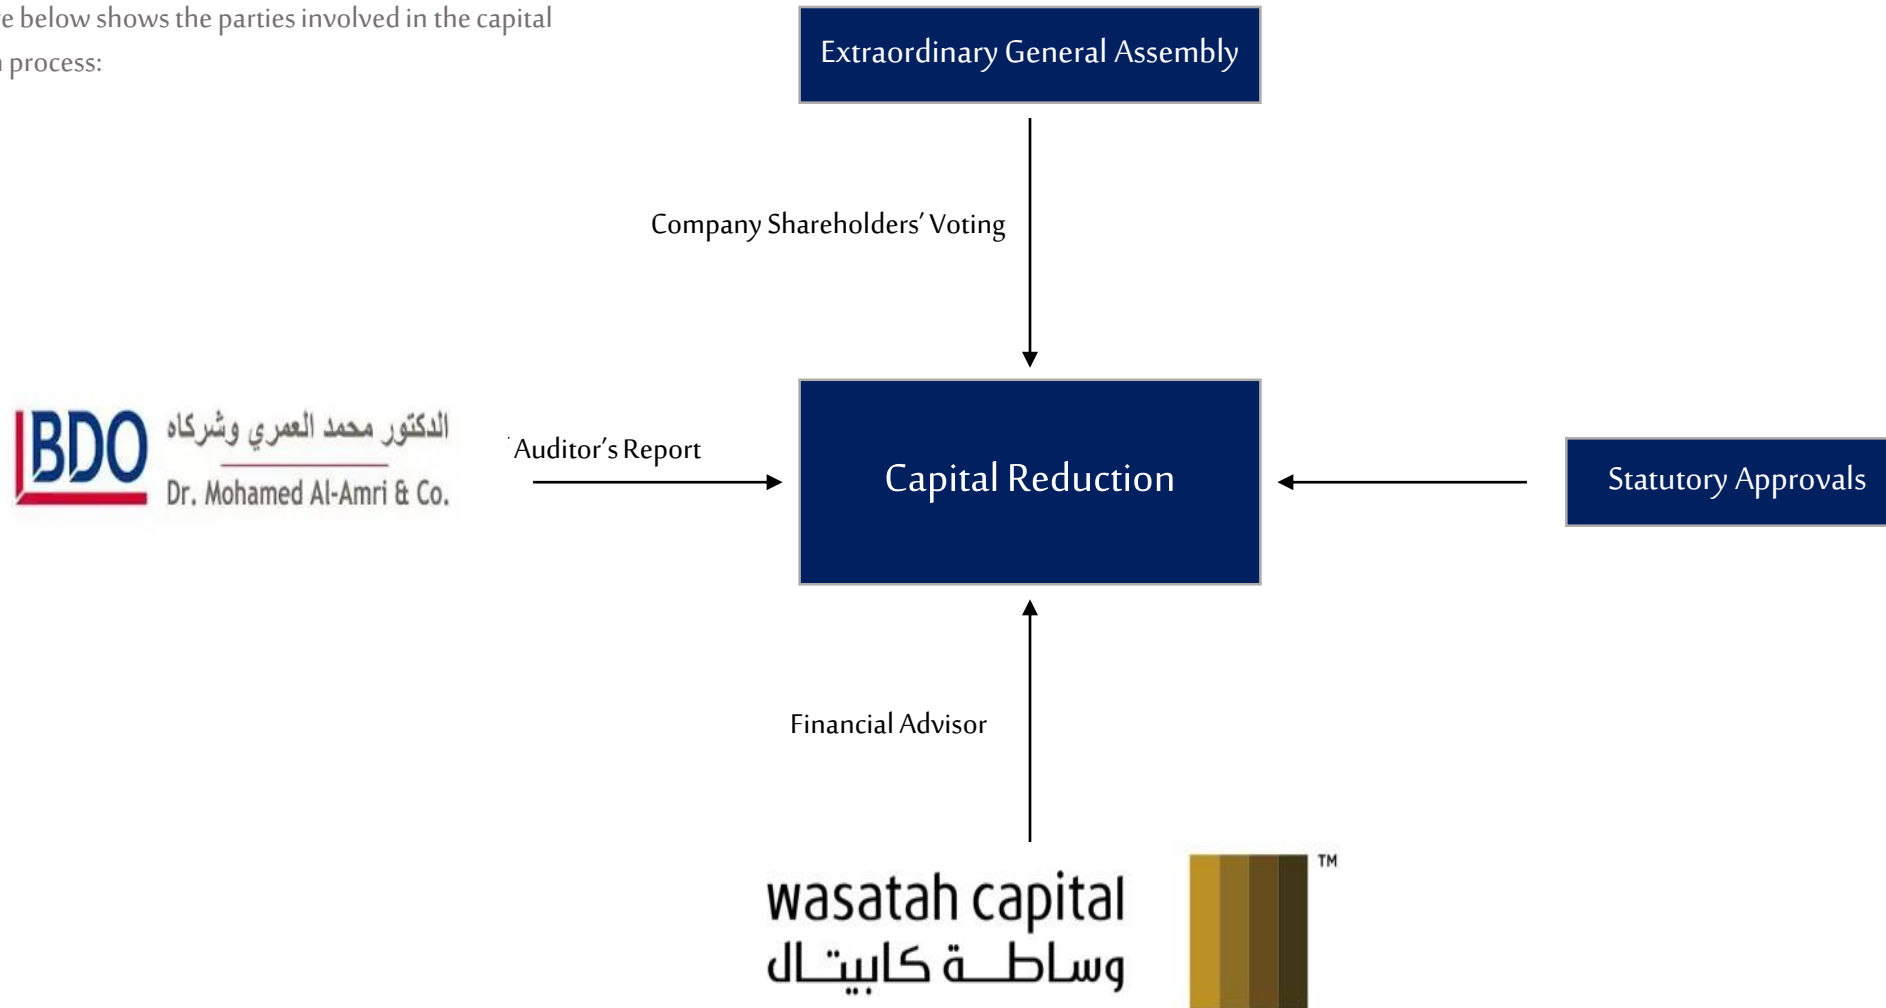 e below shows the parties involved in the capital
process:
Extraordinary General Assembly
Company Shareholders’ Voting
BDO
الدكتور محمد العمري وشركاه
Dr. Mohamed Al-Amri & Co.
Auditor’s Report
Capital Reduction
Statutory Approvals
Financial Advisor
wasatah capital
وساطة كابيتال
TM